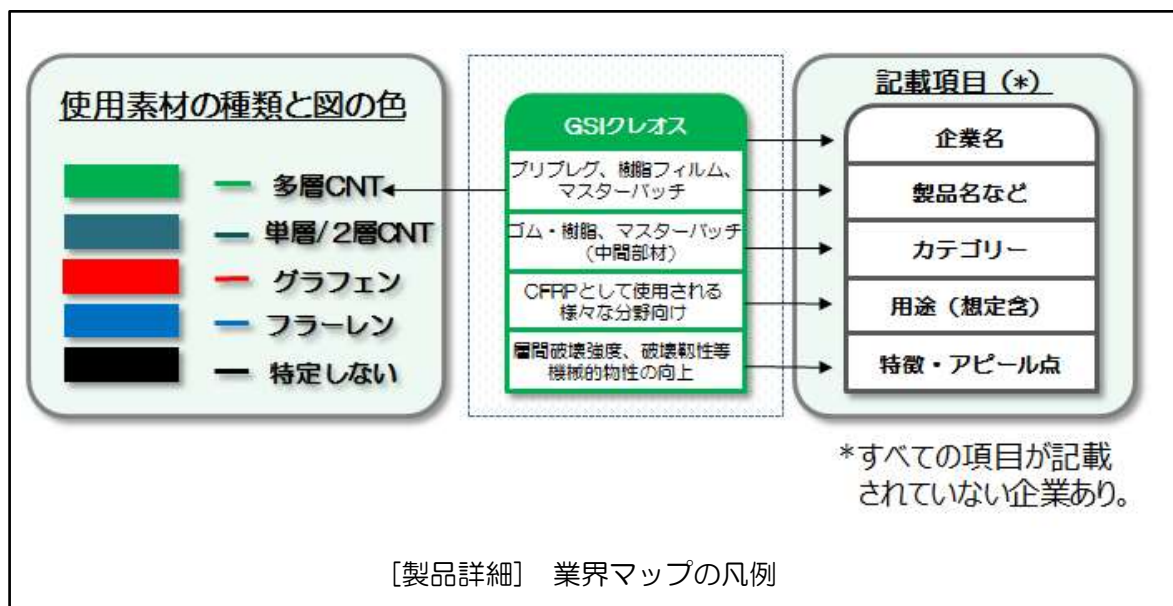 使用素材の種類と図の色
多層CNT
単層/2層CNT
グラフェン
フラーレン
特定しない
GSIクレオス
プリプレグ、樹脂フィルム、
マスターバッチ
ゴム・樹脂、マスターバッチ
(中間部材)
CFRPとして使用される
様々な分野向け
層間破壊強度、破壊靭性等
機械的物性の向上
記載項目(*)
企業名
製品名など
カテゴリー
用途(想定含)
特徴・アピール点
*すべての項目が記載
されていない企業あり。
[製品詳細] 業界マップの凡例